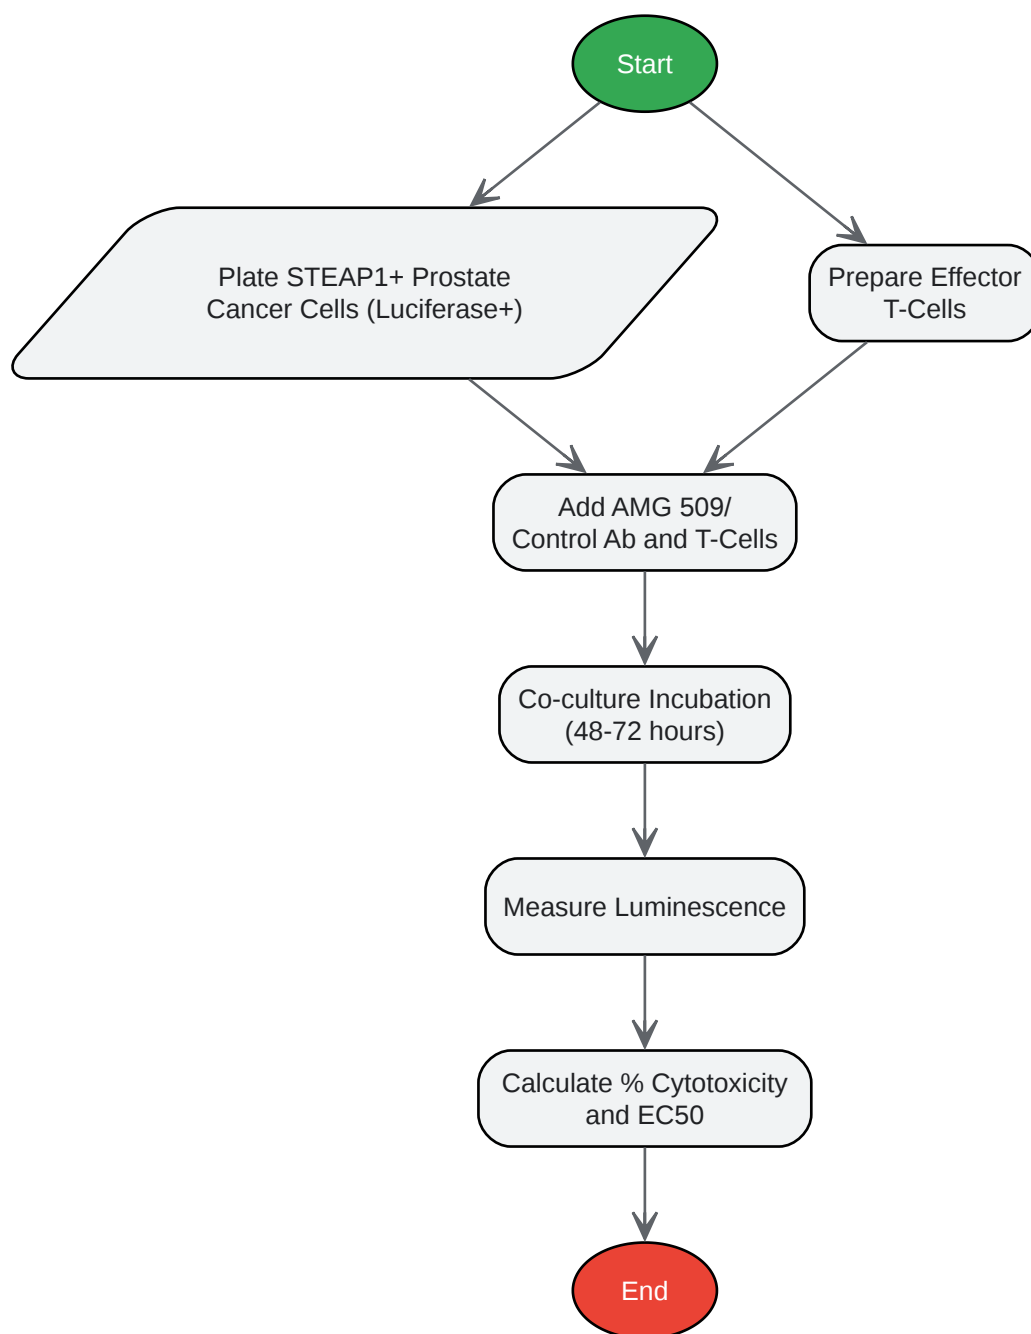 Start
Plate STEAP1+ Prostate
Cancer Cells (Luciferase+)
Prepare Effector
T-Cells
Add AMG 509/
Control Ab and T-Cells
Co-culture Incubation
(48-72 hours)
Measure Luminescence
Calculate % Cytotoxicity
and EC50
End